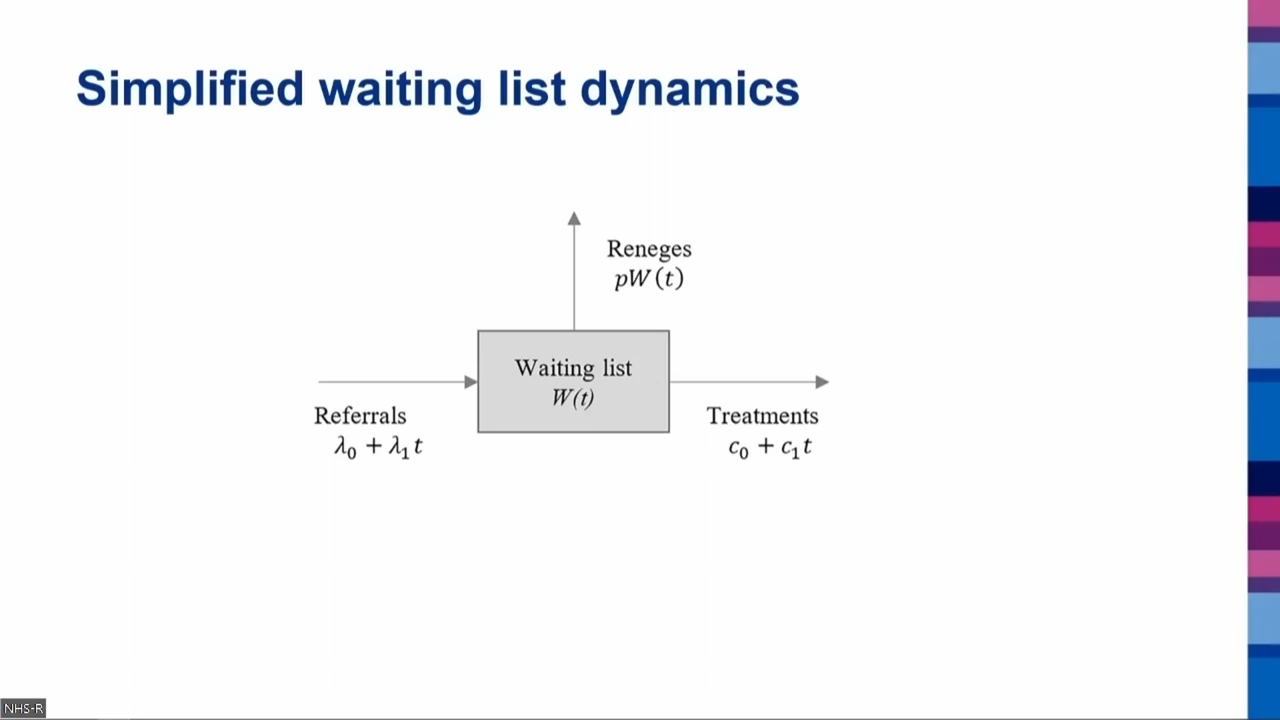 Simplified waiting list dynamics
Reneges
pW(t)
Waiting list
W(t)
Referrals
λ₀ + λ₁t
Treatments
c₀ + c₁t
NHS-R